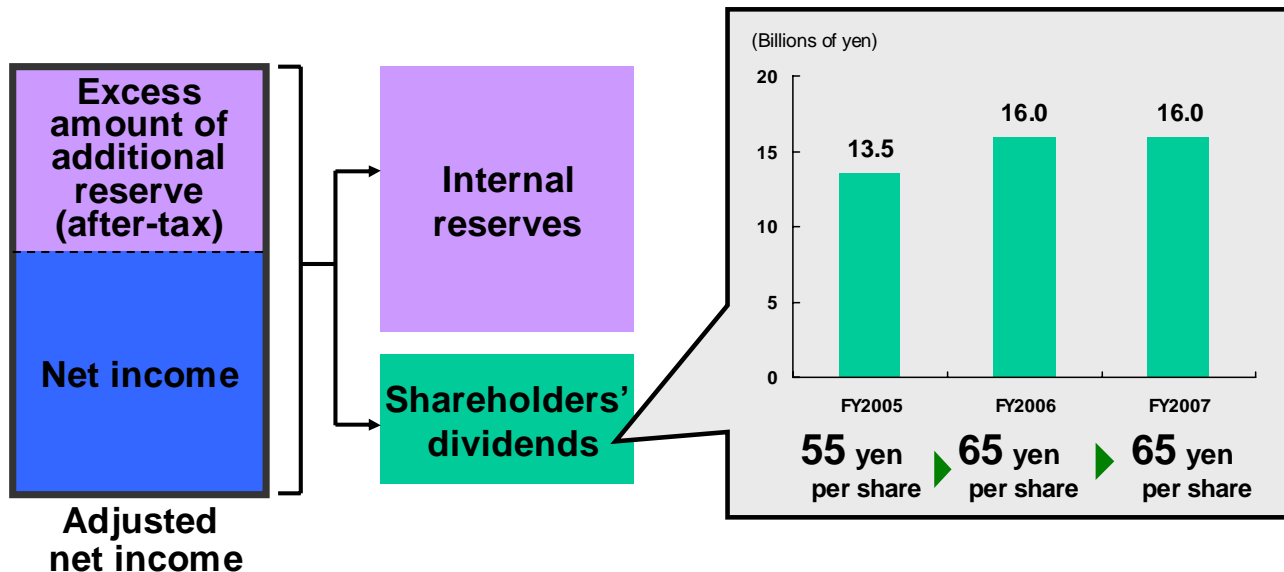 Excess
amount of
additional
reserve
(after-tax)
Net income
Adjusted
net income
Internal
reserves
Shareholders’
dividends
(Billions of yen)
20
15
10
5
0
13.5
16.0
16.0
FY2005
FY2006
FY2007
55 yen
per share
65 yen
per share
65 yen
per share